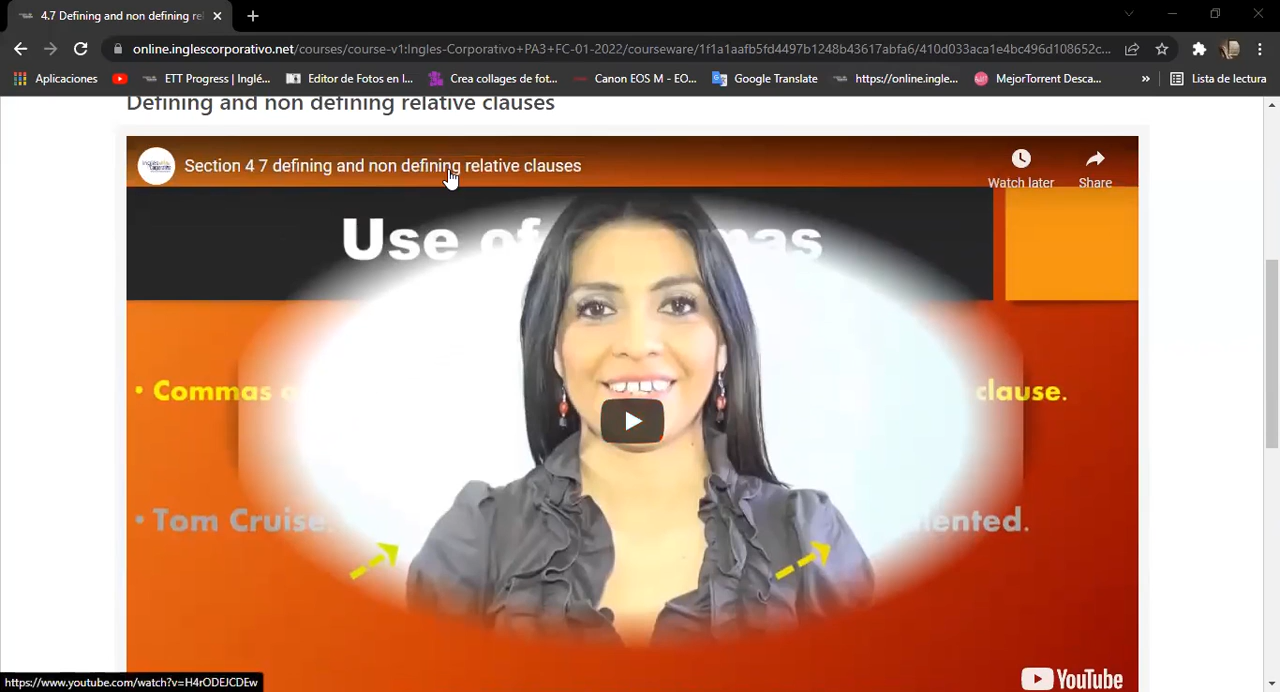 4.7 Defining and non defining re
online.inglescorporativo.net/courses/course-v1:Ingles-Corporativo+PA3+FC-01-2022/courseware/1f1a1aafb5fd4497b1248b43617abfa6/410d033aca1e4bc496d108652c...
Aplicaciones ETT Progress | Inglé... Editor de Fotos en l... Crea collages de fot... Canon EOS M - EO... Google Translate https://online.ingle... MejorTorrent Desca... » Lista de lectura
Defining and non defining relative clauses
Section 4 7 defining and non defining relative clauses
Watch later Share
Use of mmas
• Commas clause.
• Tom Cruise, mented.
YouTube
https://www.youtube.com/watch?v=H4rODEJCDEw